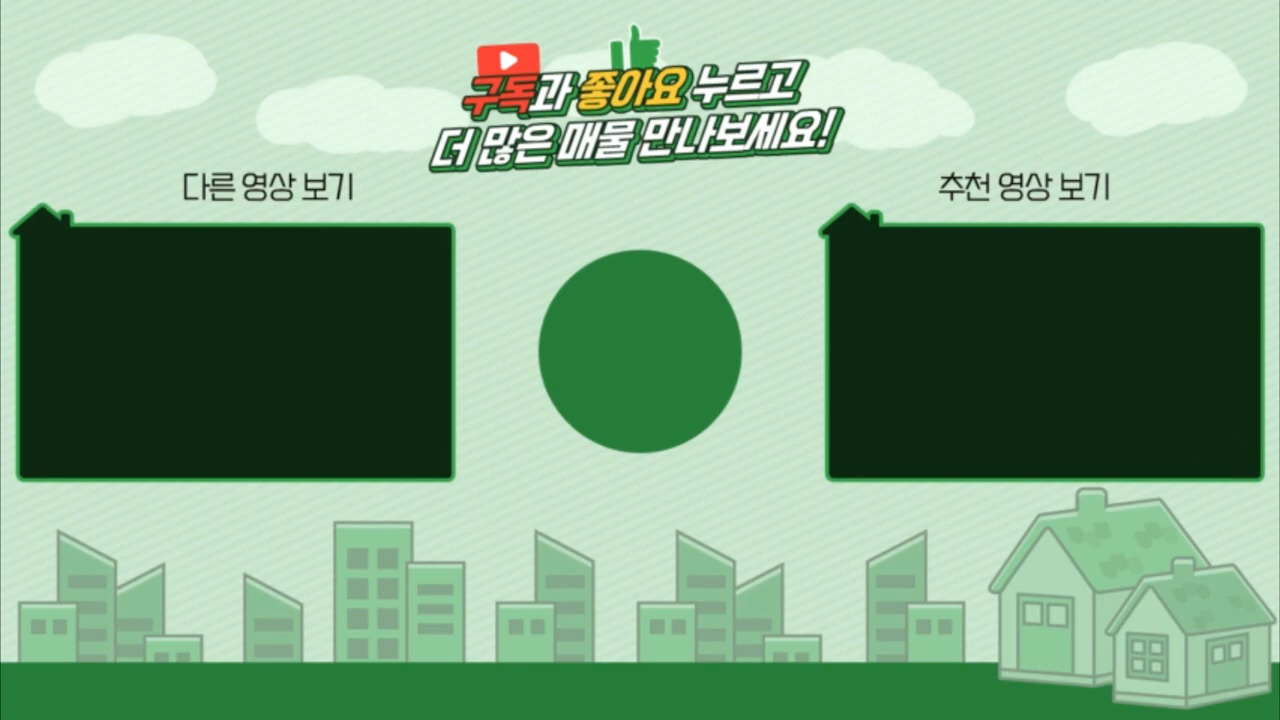 구독과 좋아요 누르고
더 많은 매물 만나보세요!
다른 영상 보기
추천 영상 보기